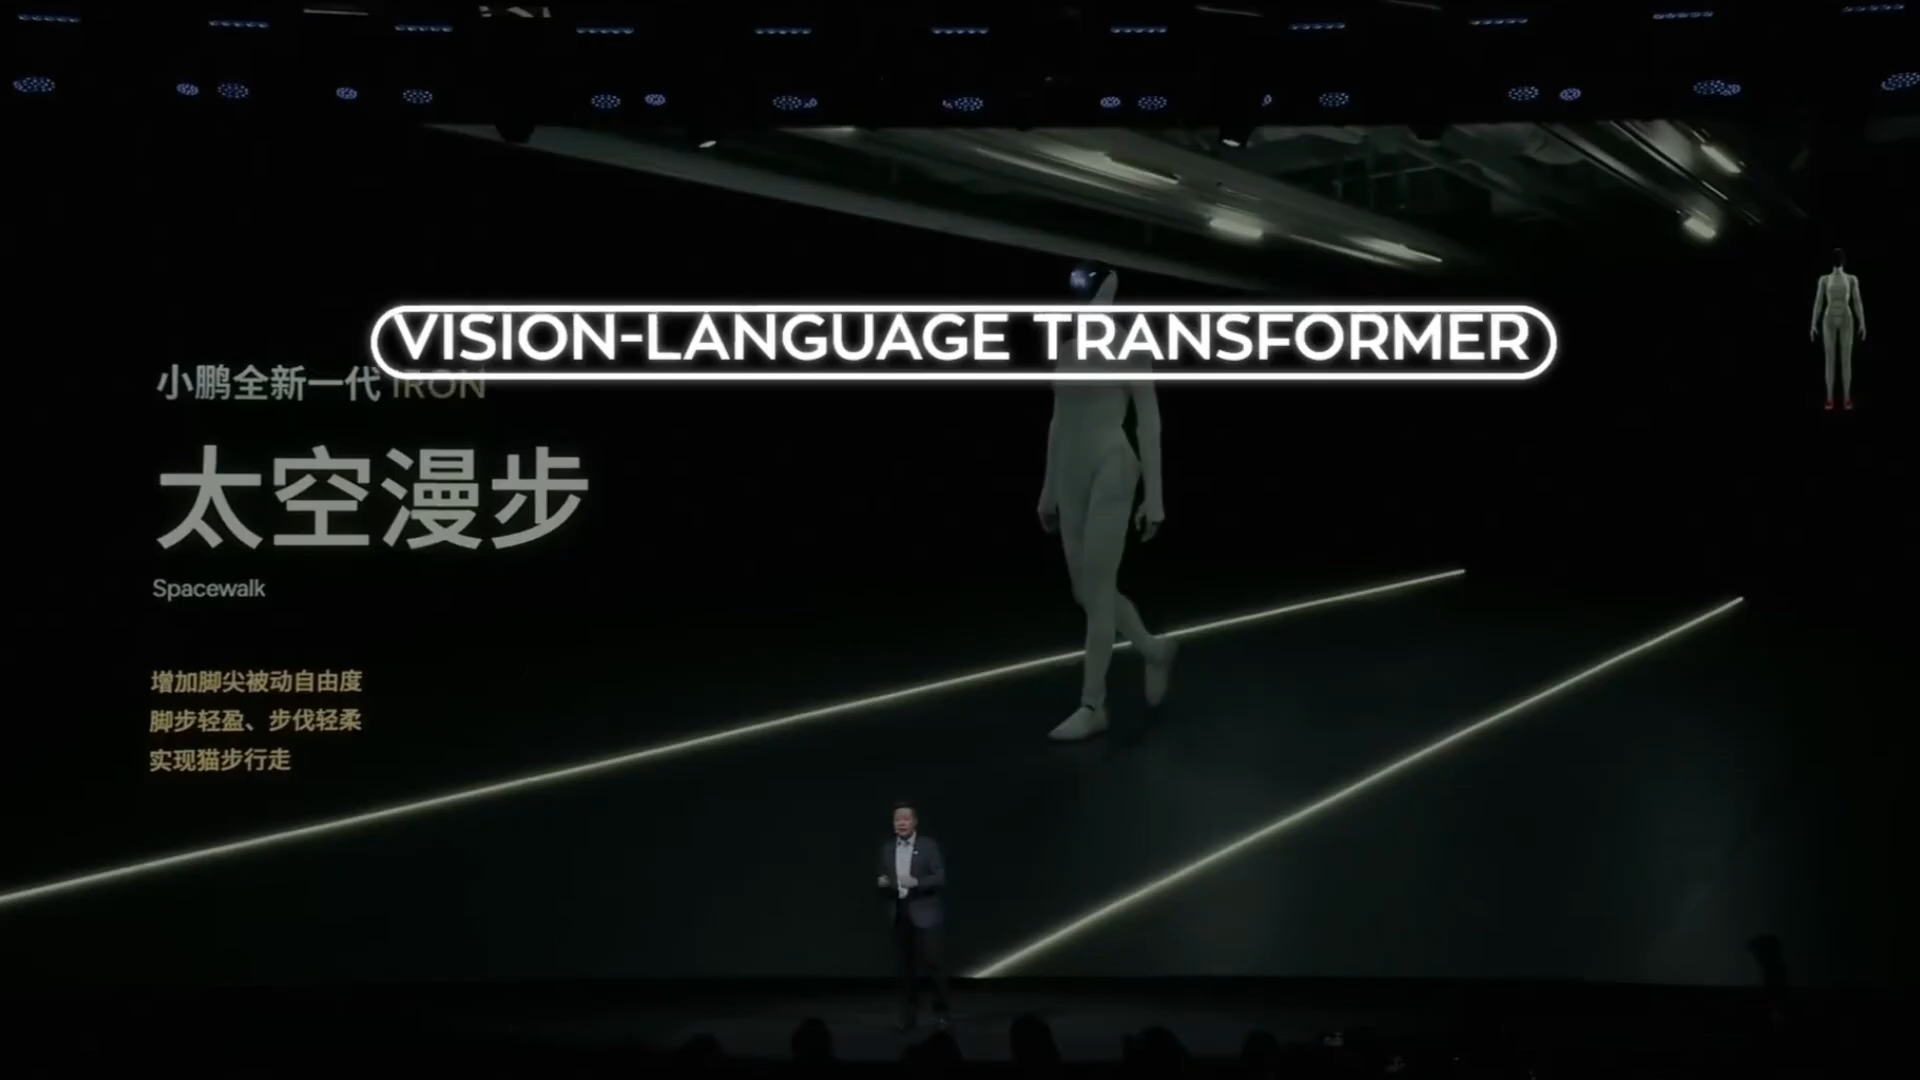 VISION-LANGUAGE TRANSFORMER
小鹏全新一代 IRON
太空漫步
Spacewalk
增加脚尖被动自由度
脚步轻盈、步伐轻柔
实现猫步行走